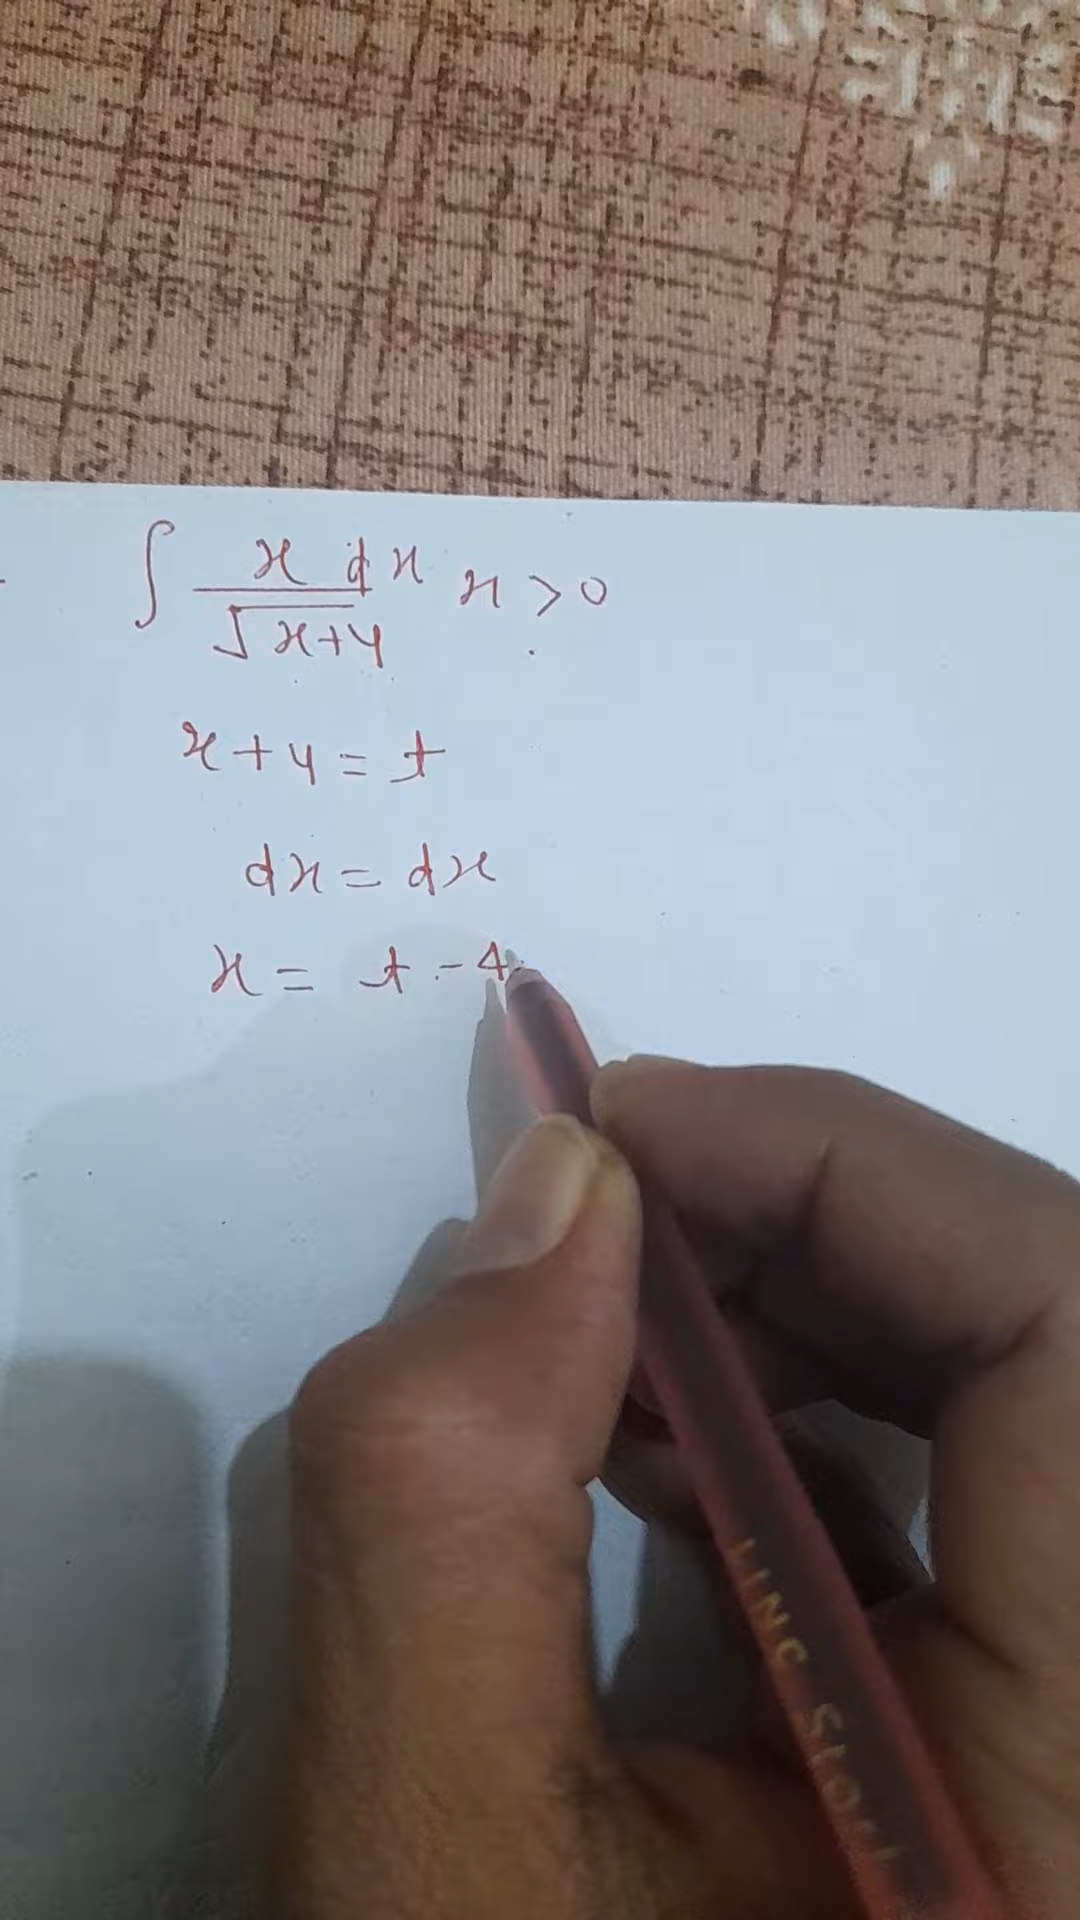 ∫ x dx / √x+4 x > 0
x + 4 = t
dx = dx
x = t - 4
LINC